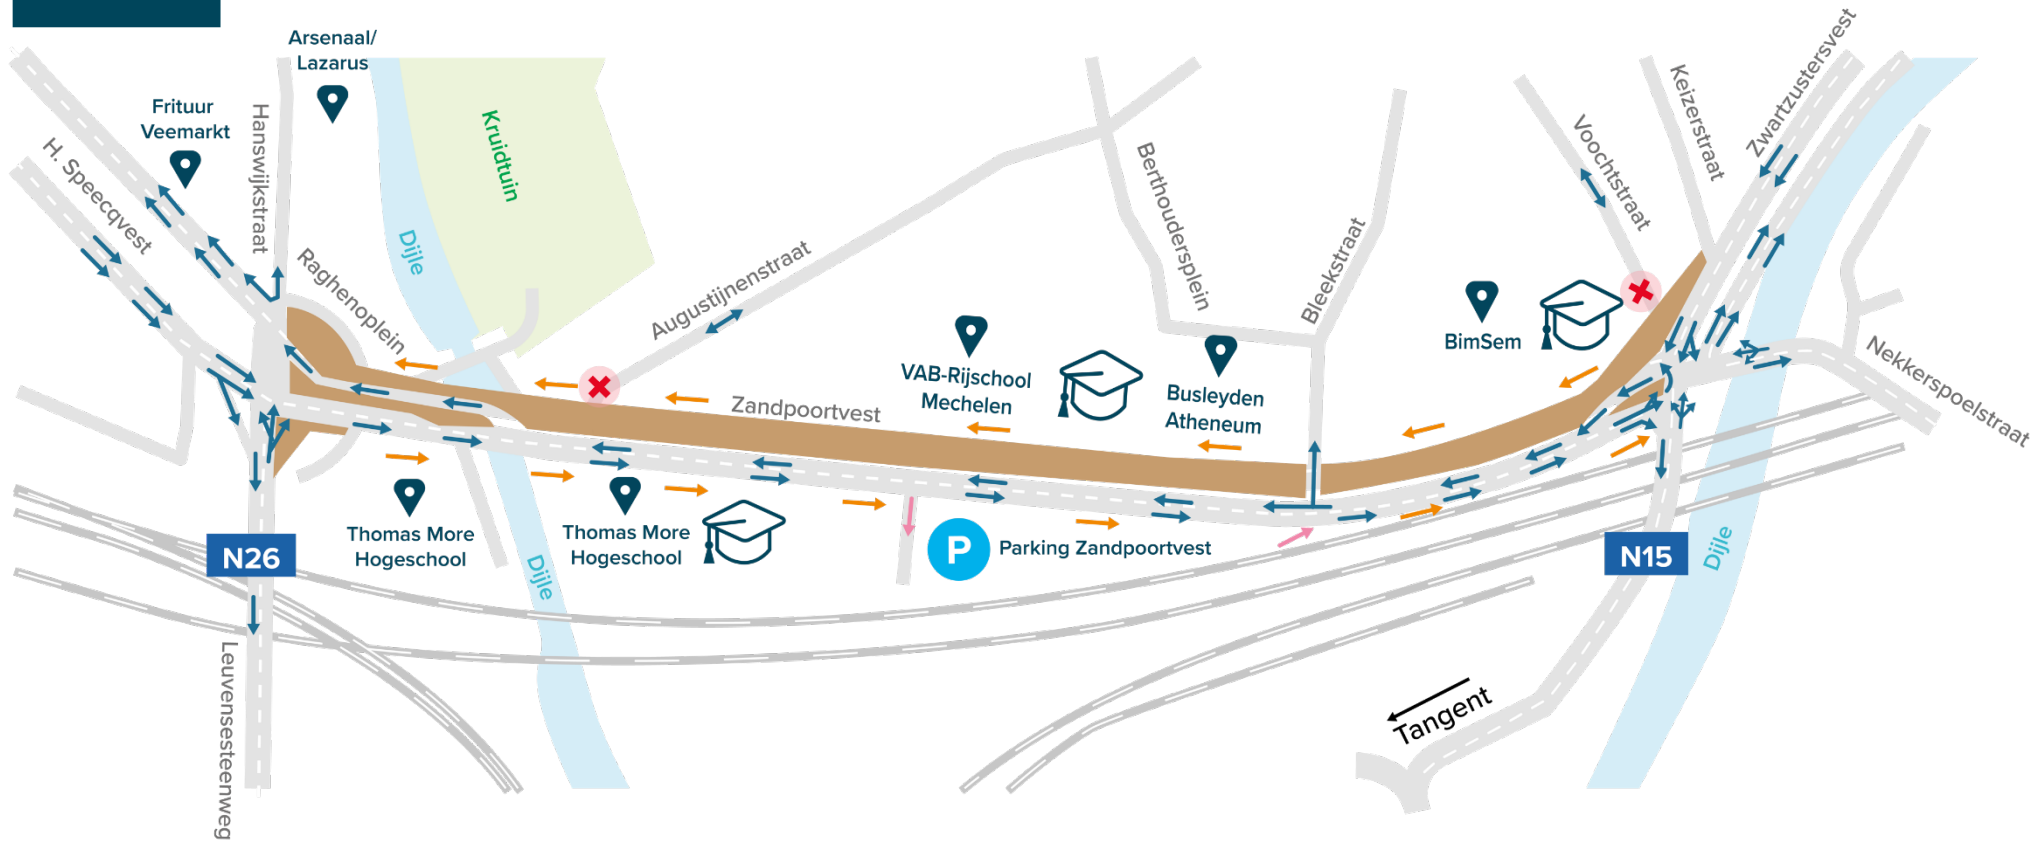 Arsenaal/
Lazarus
Frituur
Veemarkt
H. Speecqvest
Hanswijkstraat
Raghenoplein
Dijle
Kruidtuin
Augustijnenstraat
Zandpoortvest
VAB-Rijschool
Mechelen
Berthoudersplein
Busleyden
Atheneum
Bleekstraat
BimSem
Voochtstraat
Keizerstraat
Zwartzustersvest
Nekkerspoelstraat
Thomas More
Hogeschool
Thomas More
Hogeschool
P
Parking Zandpoortvest
N26
N15
Dijle
Dijle
Leuvensesteenweg
Tangent